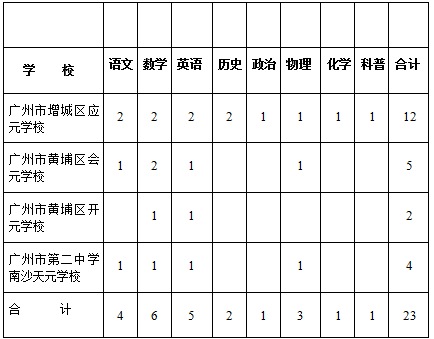 学 校 语文 数学 英语 历史 政治 物理 化学 科普 合计
广州市增城区应
元学校 2 2 2 2 1 1 1 1 12
广州市黄埔区会
元学校 1 2 1 1 5
广州市黄埔区开
元学校 1 1 2
广州市第二中学
南沙天元学校 1 1 1 1 4
合 计 4 6 5 2 1 3 1 1 23